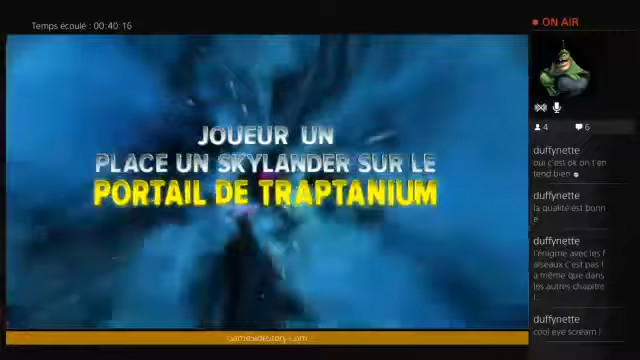 Temps écoulé : 00:40:16
ON AIR
JOUEUR UN
PLACE UN SKYLANDER SUR LE
PORTAIL DE TRAPTANIUM
4
6
duffynette
oui c'est ok on t'en
tend bien
duffynette
la qualité est bonn
e
duffynette
l'énigme avec les f
aiseaux c'est pas l
a même que dans
les autres chapitre
duffynette
cool eye scream !
GameSideStory.Com